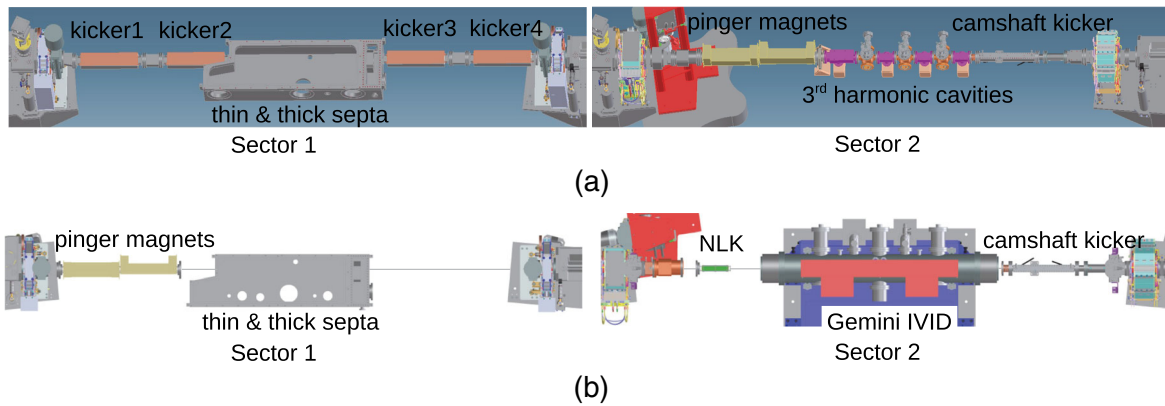 kicker1 kicker2 kicker3 kicker4
thin & thick septa
Sector 1
pinger magnets camshaft kicker
3rd harmonic cavities
Sector 2
(a)
pinger magnets
thin & thick septa
Sector 1
NLK camshaft kicker
Gemini IVID
Sector 2
(b)